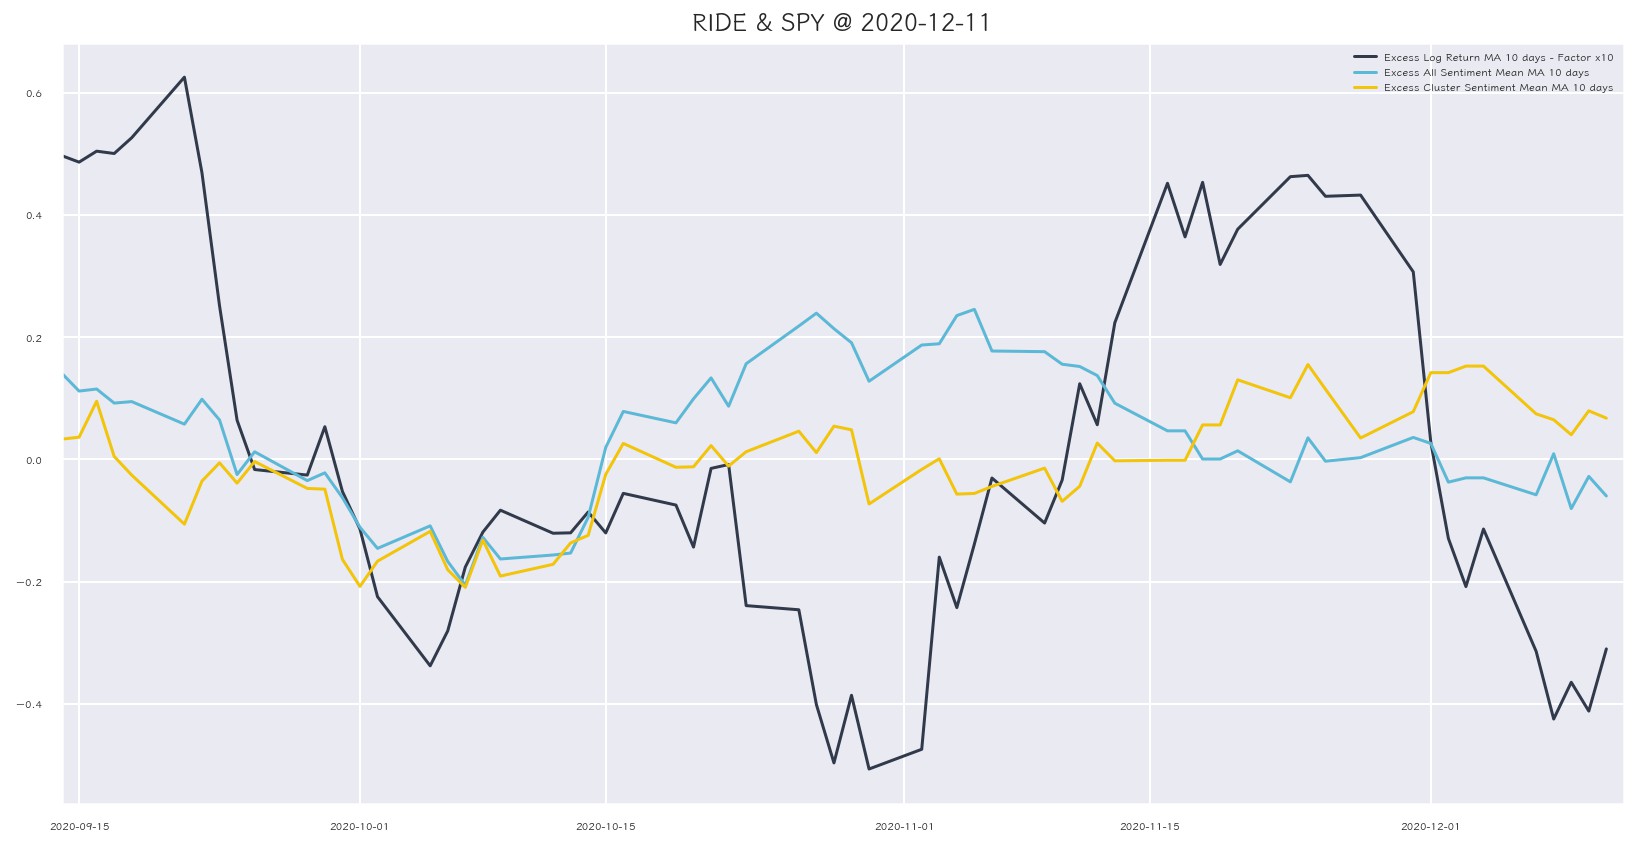 RIDE & SPY @ 2020-12-11
Excess Log Return MA 10 days - Factor x10
Excess All Sentiment Mean MA 10 days
Excess Cluster Sentiment Mean MA 10 days
0.6
0.4
0.2
0.0
−0.2
−0.4
2020-09-15 2020-10-01 2020-10-15 2020-11-01 2020-11-15 2020-12-01